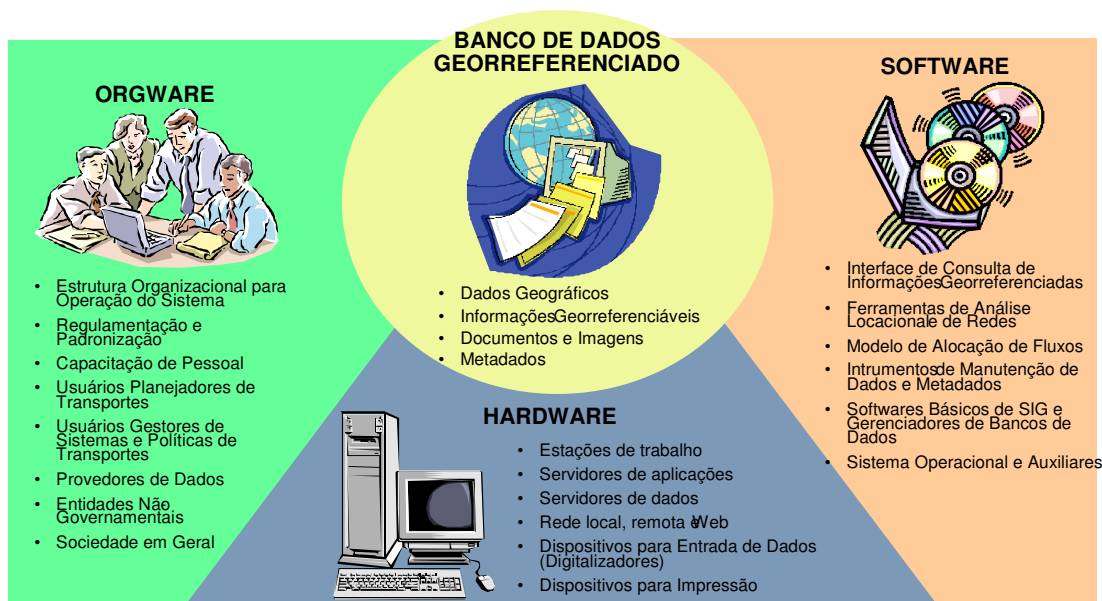 BANCO DE DADOS
GEORREFERENCIADO
• Dados Geográficos
• InformaçõesGeorreferenciáveis
• Documentos e Imagens
• Metadados
ORGWARE
• Estrutura Organizacional para
Operação do Sistema
• Regulamentação e
Padronização
• Capacitação de Pessoal
• Usuários Planejadores de
Transportes
• Usuários Gestores de
Sistemas e Políticas de
Transportes
• Provedores de Dados
• Entidades Não
Governamentais
• Sociedade em Geral
HARDWARE
• Estações de trabalho
• Servidores de aplicações
• Servidores de dados
• Rede local, remota e Web
• Dispositivos para Entrada de Dados
(Digitalizadores)
• Dispositivos para Impressão
SOFTWARE
• Interface de Consulta de
InformaçõesGeorreferenciadas
• Ferramentas de Análise
Locacional e de Redes
• Modelo de Alocação de Fluxos
• Intrumentos de Manutenção de
Dados e Metadados
• Softwares Básicos de SIG e
Gerenciadores de Bancos de
Dados
• Sistema Operacional e Auxiliares